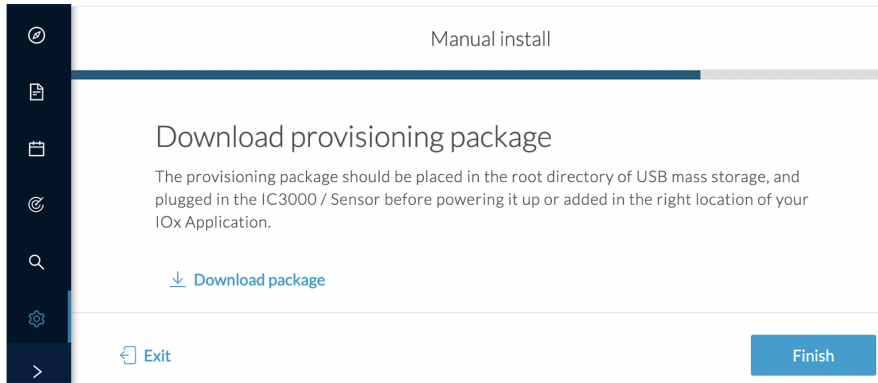 Manual install
Download provisioning package
The provisioning package should be placed in the root directory of USB mass storage, and
plugged in the IC3000 / Sensor before powering it up or added in the right location of your
IOx Application.
Download package
Exit
Finish